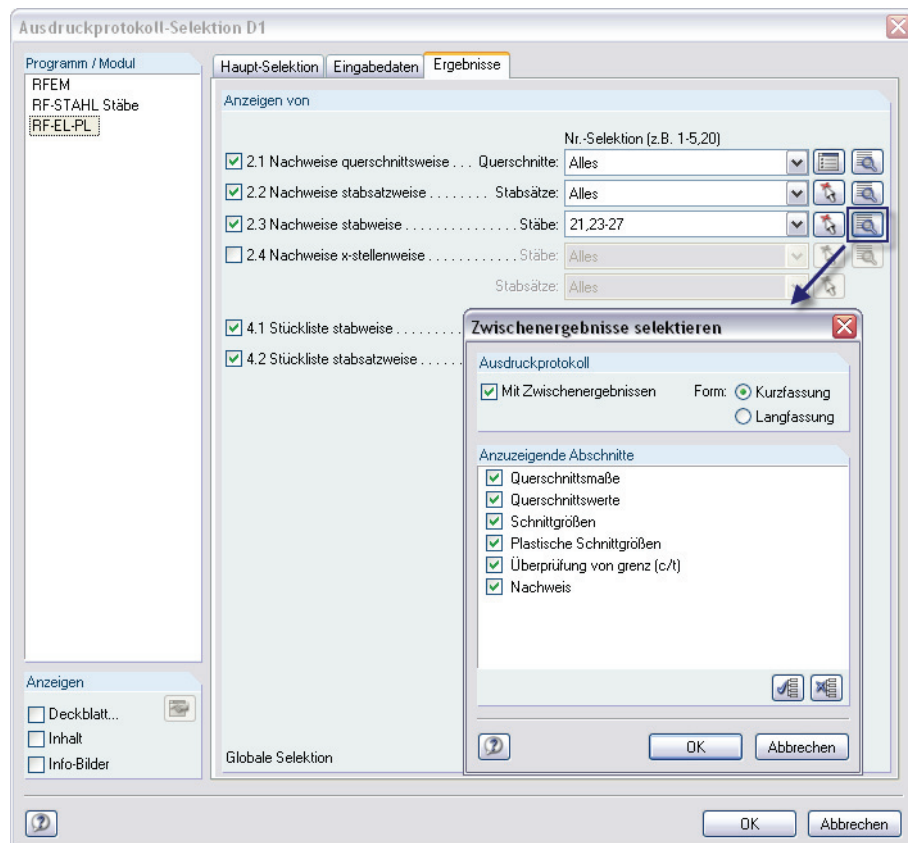 Ausdruckprotokoll-Selektion D1
Programm / Modul
RFEM
RF-STAHL Stäbe
RF-EL-PL
Haupt-Selektion Eingabedaten Ergebnisse
Anzeigen von
Nr.-Selektion (z.B. 1-5,20)
2.1 Nachweise querschnittsweise . . . Querschnitte: Alles
2.2 Nachweise stabsatzweise . . . . . . . . Stabsätze: Alles
2.3 Nachweise stabweise . . . . . . . . . . . . . . . Stäbe: 21,23-27
2.4 Nachweise x-stellenweise . . . . . . . . . . . . Stäbe: Alles
Stabsätze: Alles
4.1 Stückliste stabweise . . . . . . . . .
4.2 Stückliste stabsatzweise . . . . . .
Zwischenergebnisse selektieren
Ausdruckprotokoll
Mit Zwischenergebnissen Form: Kurzfassung
Langfassung
Anzuzeigende Abschnitte
Querschnittsmaße
Querschnittswerte
Schnittgrößen
Plastische Schnittgrößen
Überprüfung von grenz (c/t)
Nachweis
OK Abbrechen
Anzeigen
Deckblatt...
Inhalt
Info-Bilder
Globale Selektion
OK Abbrechen